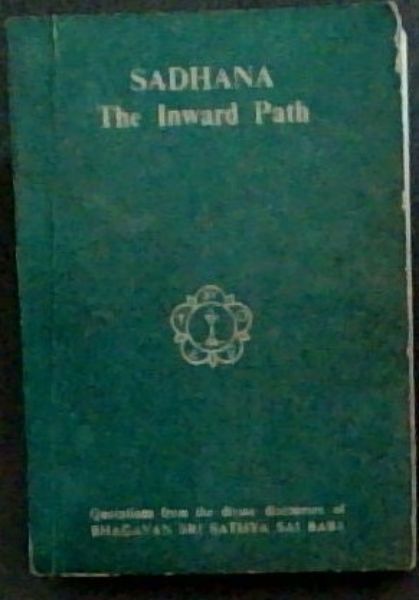 SADHANA
The Inward Path
Quotations from the divine discourses of
BHAGAVAN SRI SATHYA SAI BABA